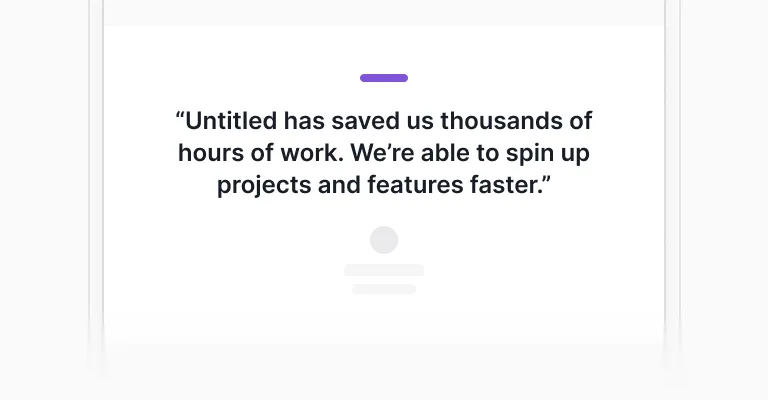 “Untitled has saved us thousands of
hours of work. We’re able to spin up
projects and features faster.”